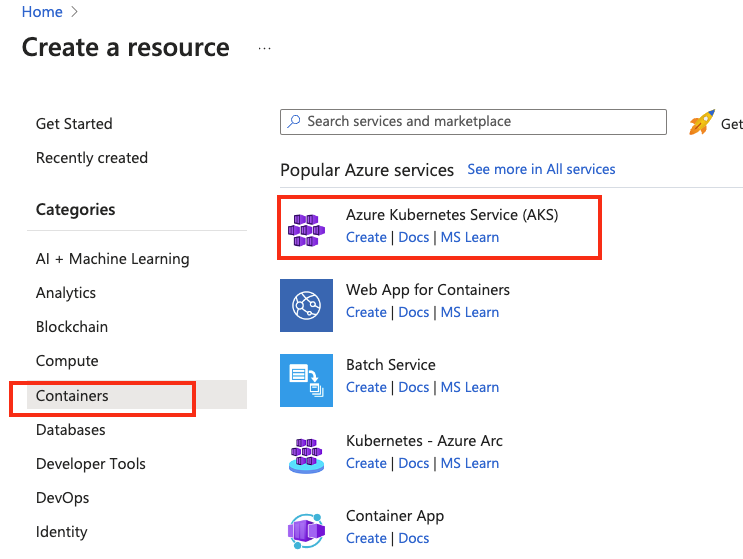 Home >
Create a resource ...
Get Started
Recently created
Categories
AI + Machine Learning
Analytics
Blockchain
Compute
Containers
Databases
Developer Tools
DevOps
Identity
Search services and marketplace
Get
Popular Azure services See more in All services
Azure Kubernetes Service (AKS)
Create | Docs | MS Learn
Web App for Containers
Create | Docs | MS Learn
Batch Service
Create | Docs | MS Learn
Kubernetes - Azure Arc
Create | Docs | MS Learn
Container App
Create | Docs